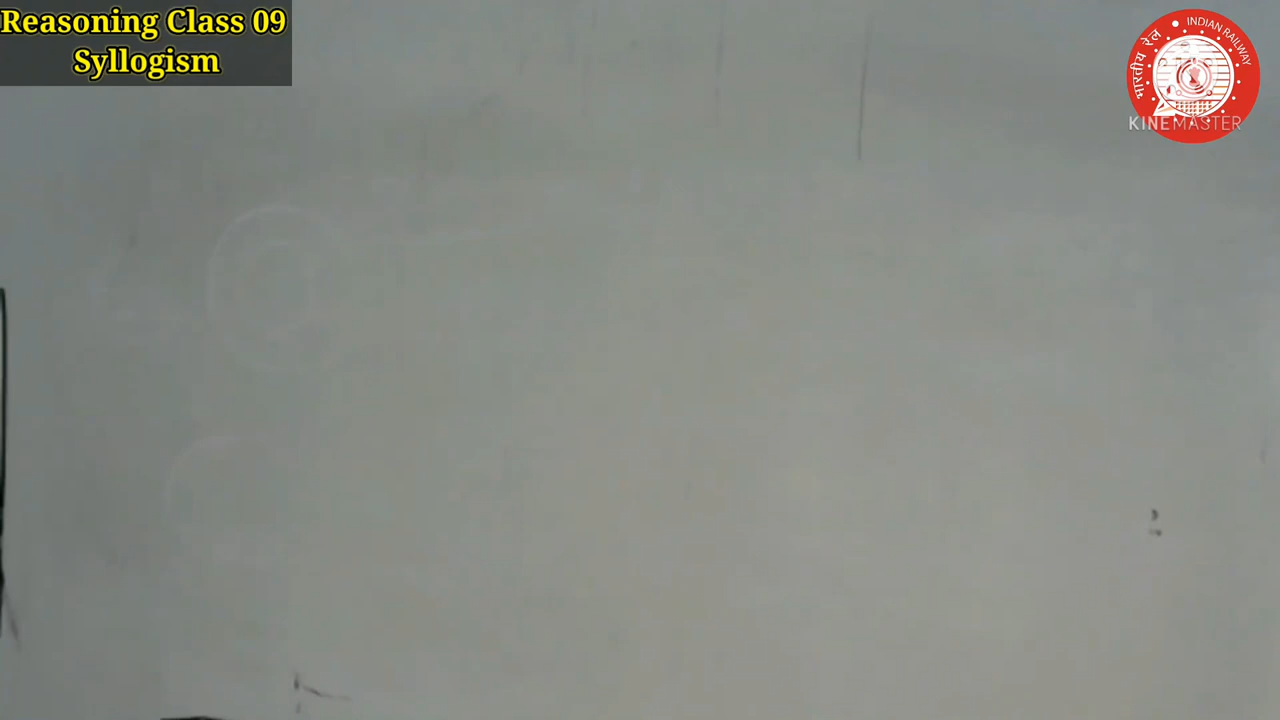 Reasoning Class 09
Syllogism
भारतीय रेल
INDIAN RAILWAY
KINEMASTER